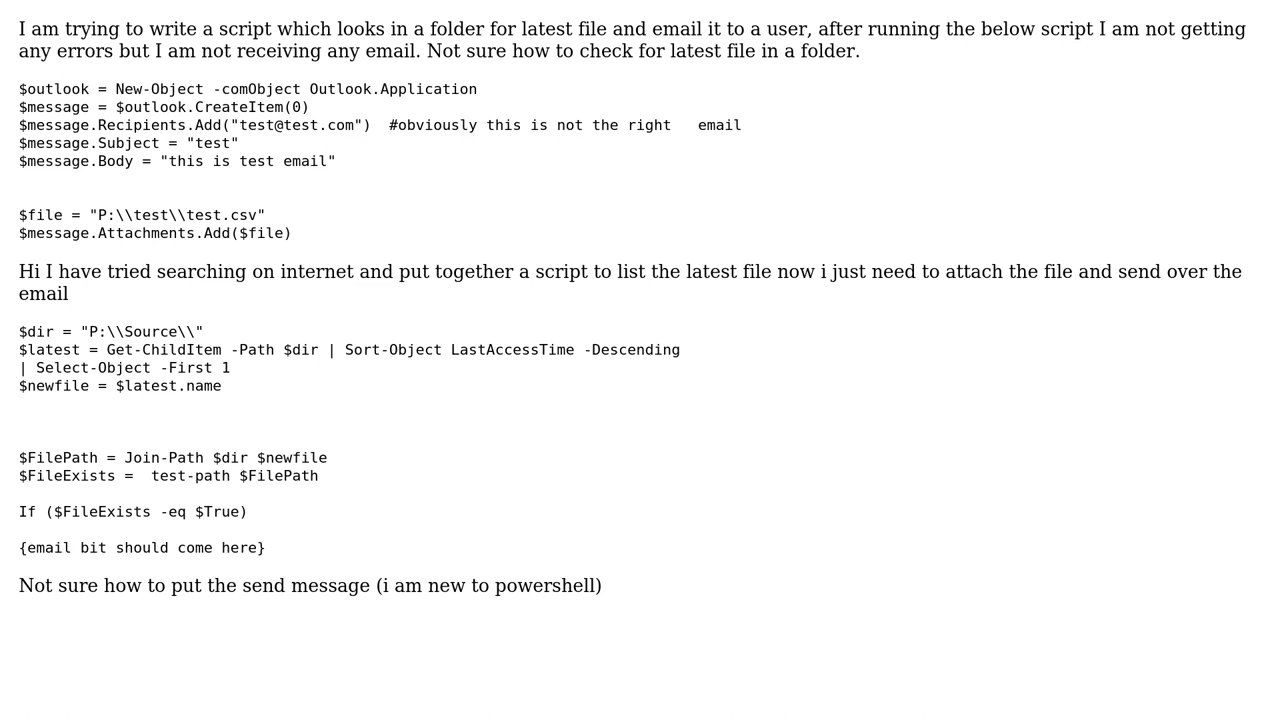 I am trying to write a script which looks in a folder for latest file and email it to a user, after running the below script I am not getting
any errors but I am not receiving any email. Not sure how to check for latest file in a folder.
$outlook = New-Object -comObject Outlook.Application
$message = $outlook.CreateItem(0)
$message.Recipients.Add("test@test.com")  #obviously this is not the right   email
$message.Subject = "test"
$message.Body = "this is test email"
$file = "P:\\test\\test.csv"
$message.Attachments.Add($file)
Hi I have tried searching on internet and put together a script to list the latest file now i just need to attach the file and send over the
email
$dir = "P:\\Source\\"
$latest = Get-ChildItem -Path $dir | Sort-Object LastAccessTime -Descending
| Select-Object -First 1
$newfile = $latest.name
$FilePath = Join-Path $dir $newfile
$FileExists =  test-path $FilePath
If ($FileExists -eq $True)
{email bit should come here}
Not sure how to put the send message (i am new to powershell)